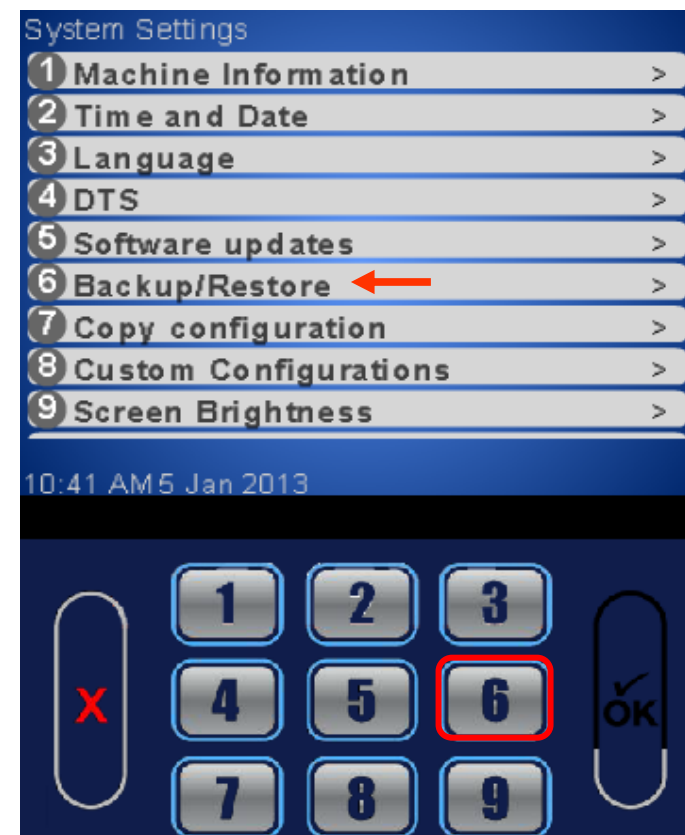 System Settings
1 Machine Information >
2 Time and Date >
3 Language >
4 DTS >
5 Software updates >
6 Backup/Restore >
7 Copy configuration >
8 Custom Configurations >
9 Screen Brightness >
10:41 AM 5 Jan 2013
1 2 3
X 4 5 6 OK
7 8 9